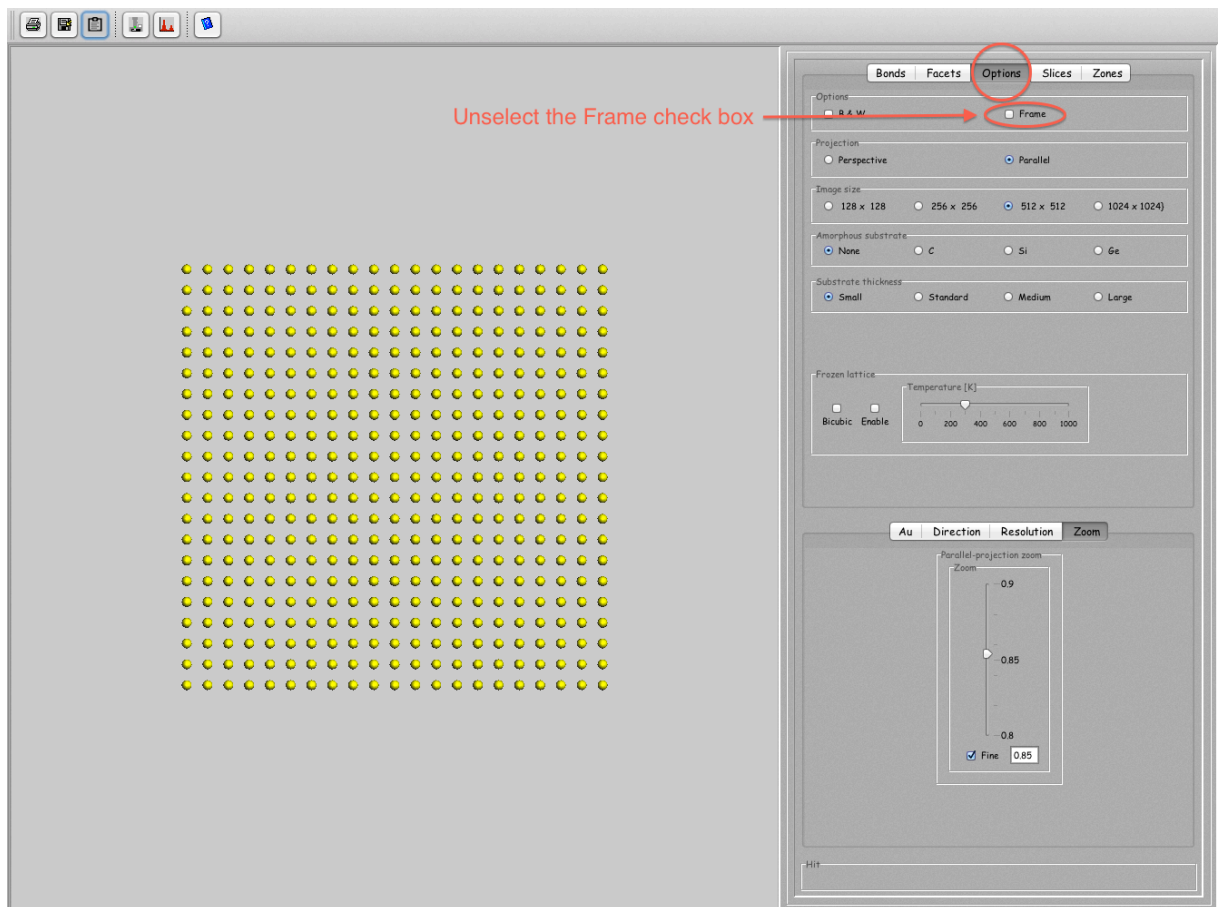 Bonds Facets Options Slices Zones
Options
B & W Frame
Unselect the Frame check box
Projection
Perspective Parallel
Image size
128 x 128 256 x 256 512 x 512 1024 x 1024)
Amorphous substrate
None C Si Ge
Substrate thickness
Small Standard Medium Large
Frozen lattice
Temperature [K]
Bicubic Enable
0 200 400 600 800 1000
Au Direction Resolution Zoom
Parallel-projection zoom
Zoom
0.9
0.85
0.8
Fine 0.85
Hit